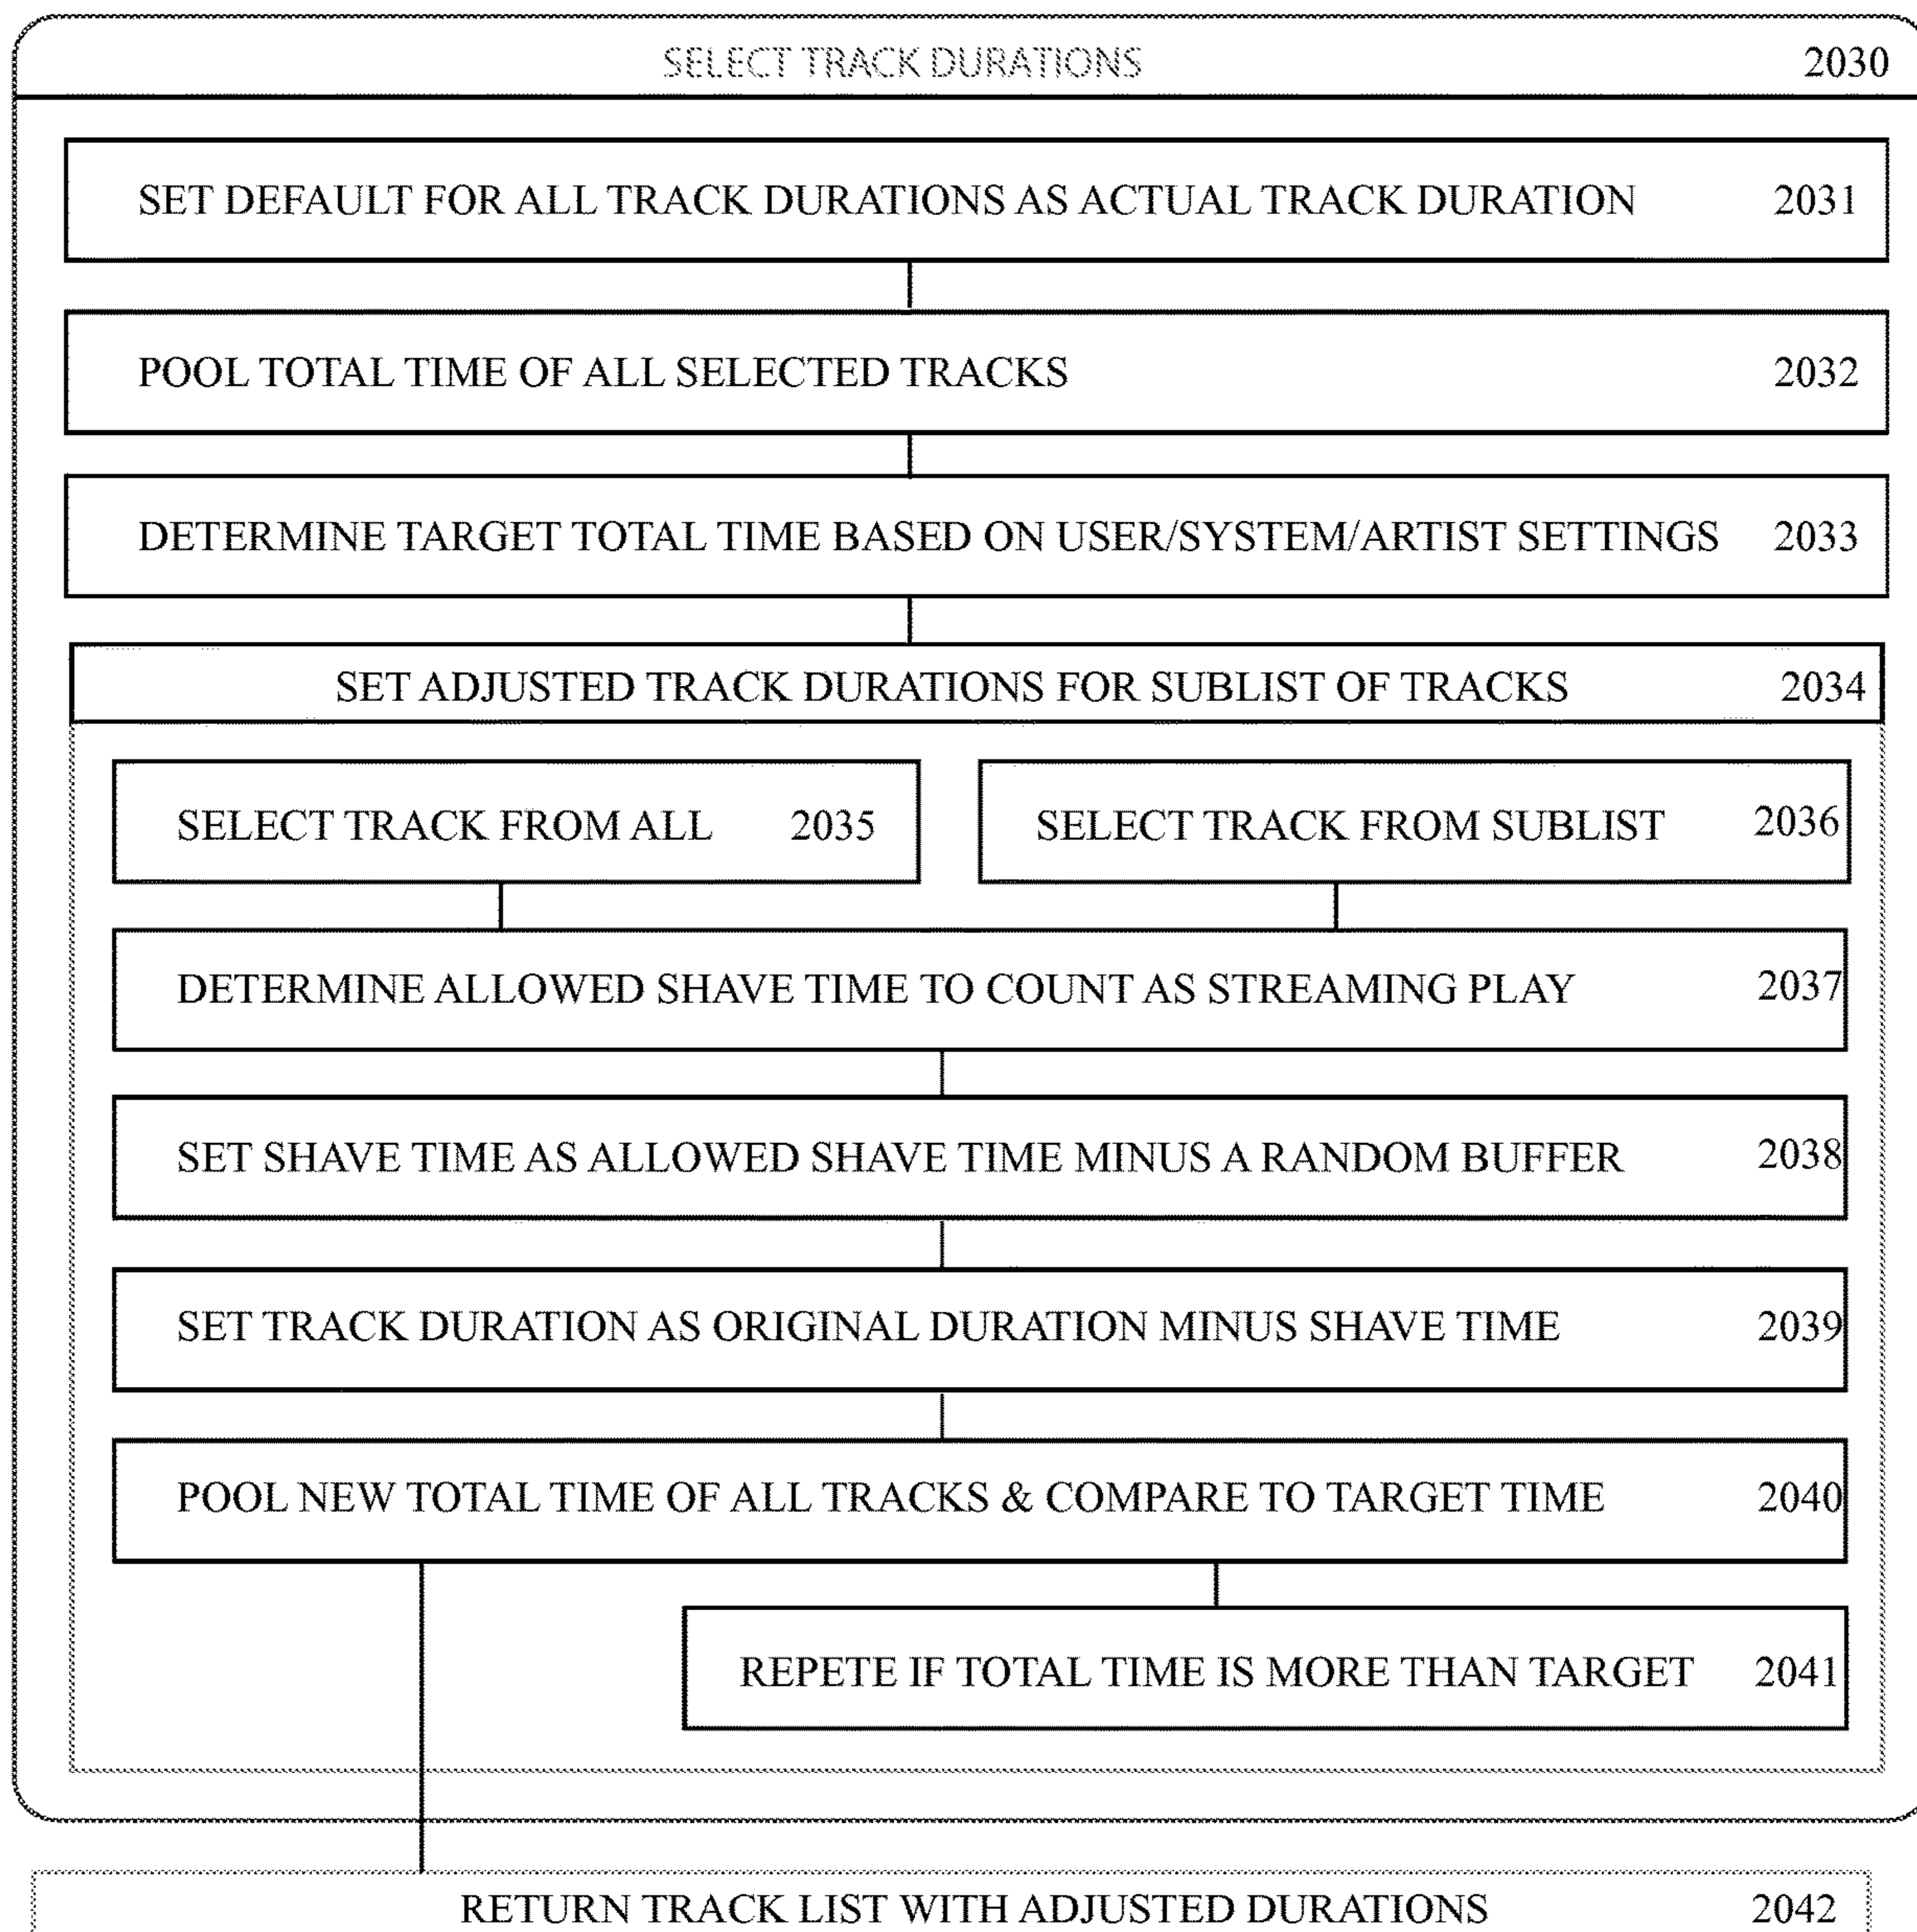 SELECT TRACK DURATIONS 2030
SET DEFAULT FOR ALL TRACK DURATIONS AS ACTUAL TRACK DURATION 2031
POOL TOTAL TIME OF ALL SELECTED TRACKS 2032
DETERMINE TARGET TOTAL TIME BASED ON USER/SYSTEM/ARTIST SETTINGS 2033
SET ADJUSTED TRACK DURATIONS FOR SUBLIST OF TRACKS 2034
SELECT TRACK FROM ALL 2035
SELECT TRACK FROM SUBLIST 2036
DETERMINE ALLOWED SHAVE TIME TO COUNT AS STREAMING PLAY 2037
SET SHAVE TIME AS ALLOWED SHAVE TIME MINUS A RANDOM BUFFER 2038
SET TRACK DURATION AS ORIGINAL DURATION MINUS SHAVE TIME 2039
POOL NEW TOTAL TIME OF ALL TRACKS & COMPARE TO TARGET TIME 2040
REPETE IF TOTAL TIME IS MORE THAN TARGET 2041
RETURN TRACK LIST WITH ADJUSTED DURATIONS 2042